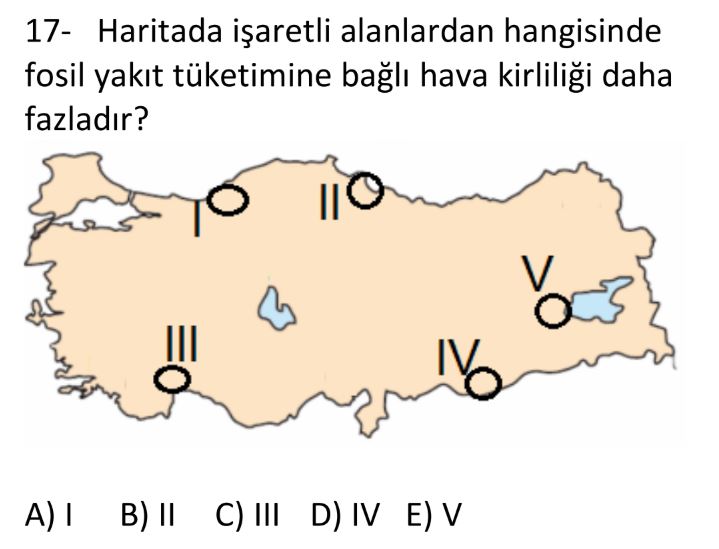 17- Haritada işaretli alanlardan hangisinde
fosil yakıt tüketimine bağlı hava kirliliği daha
fazladır?
I
II
V
III
IV
A) I B) II C) III D) IV E) V